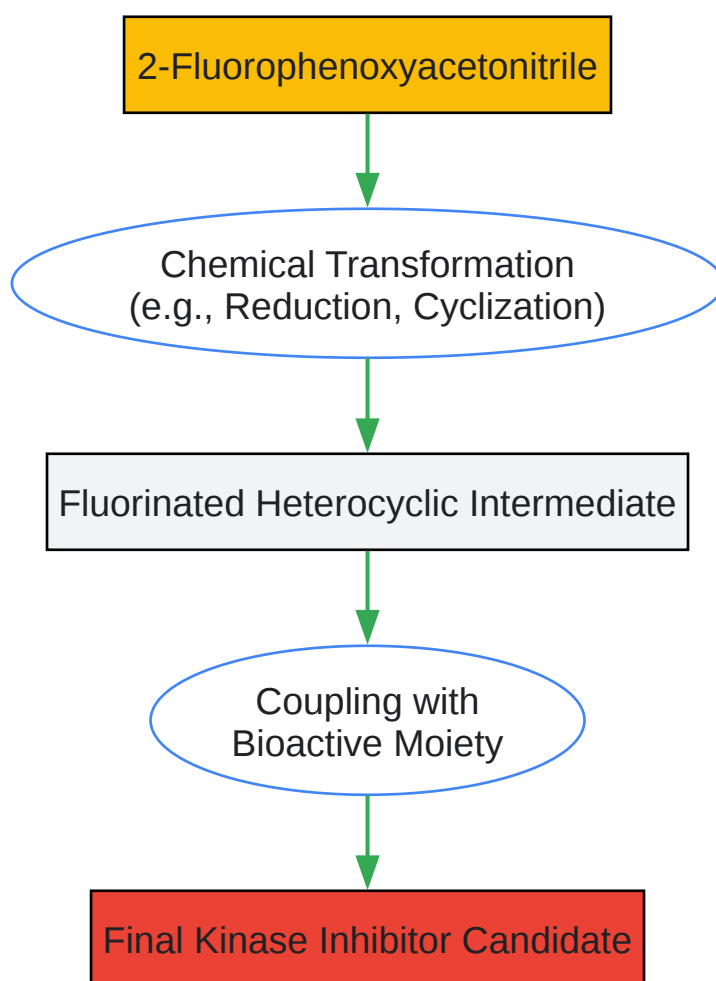 2-Fluorophenoxyacetonitrile
Chemical Transformation
(e.g., Reduction, Cyclization)
Fluorinated Heterocyclic Intermediate
Coupling with
Bioactive Moiety
Final Kinase Inhibitor Candidate